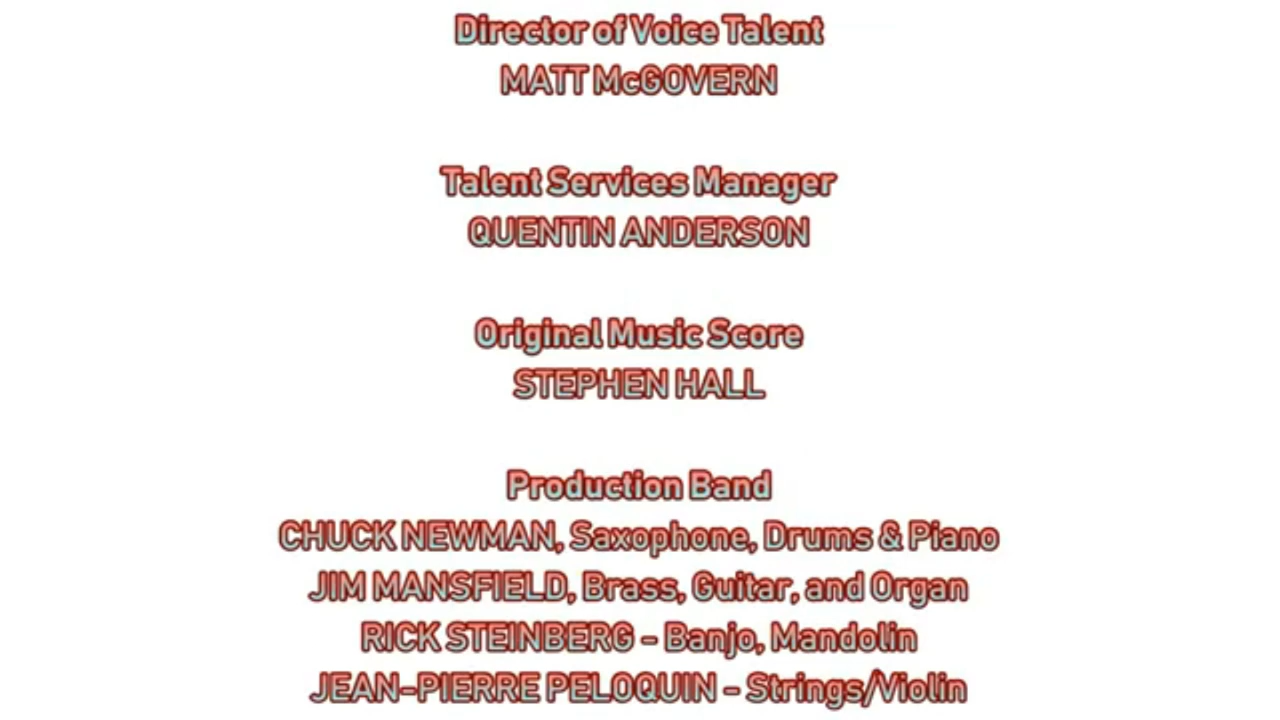 Director of Voice Talent
MATT McGOVERN
Talent Services Manager
QUENTIN ANDERSON
Original Music Score
STEPHEN HALL
Production Band
CHUCK NEWMAN, Saxophone, Drums & Piano
JIM MANSFIELD, Brass, Guitar, and Organ
RICK STEINBERG - Banjo, Mandolin
JEAN-PIERRE PELOQUIN - Strings/Violin